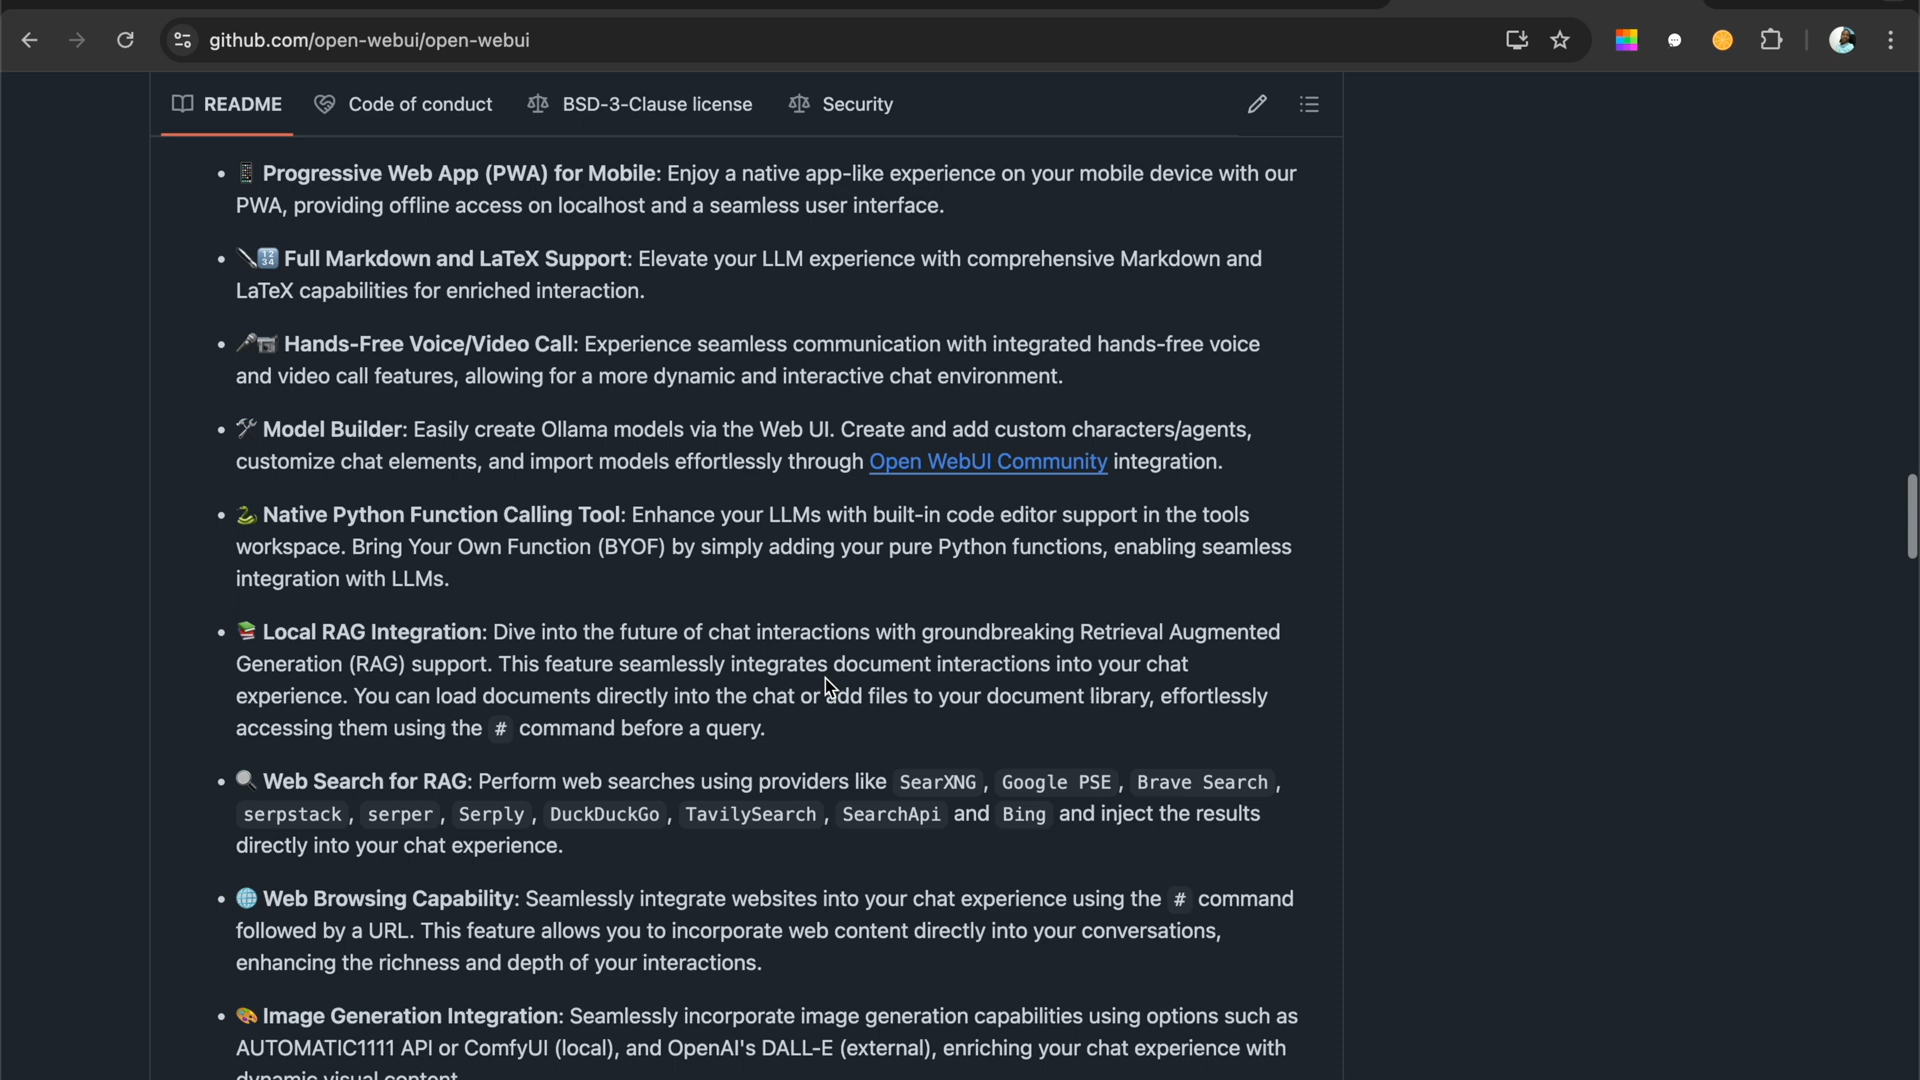 github.com/open-webui/open-webui
README Code of conduct BSD-3-Clause license Security
• 📱 Progressive Web App (PWA) for Mobile: Enjoy a native app-like experience on your mobile device with our
PWA, providing offline access on localhost and a seamless user interface.
• ✒️🔢 Full Markdown and LaTeX Support: Elevate your LLM experience with comprehensive Markdown and
LaTeX capabilities for enriched interaction.
• 🎤📹 Hands-Free Voice/Video Call: Experience seamless communication with integrated hands-free voice
and video call features, allowing for a more dynamic and interactive chat environment.
• 🛠️ Model Builder: Easily create Ollama models via the Web UI. Create and add custom characters/agents,
customize chat elements, and import models effortlessly through Open WebUI Community integration.
• 🐍 Native Python Function Calling Tool: Enhance your LLMs with built-in code editor support in the tools
workspace. Bring Your Own Function (BYOF) by simply adding your pure Python functions, enabling seamless
integration with LLMs.
• 📚 Local RAG Integration: Dive into the future of chat interactions with groundbreaking Retrieval Augmented
Generation (RAG) support. This feature seamlessly integrates document interactions into your chat
experience. You can load documents directly into the chat or add files to your document library, effortlessly
accessing them using the # command before a query.
• 🔍 Web Search for RAG: Perform web searches using providers like SearXNG, Google PSE, Brave Search,
serpstack, serper, Serply, DuckDuckGo, TavilySearch, SearchApi and Bing and inject the results
directly into your chat experience.
• 🌐 Web Browsing Capability: Seamlessly integrate websites into your chat experience using the # command
followed by a URL. This feature allows you to incorporate web content directly into your conversations,
enhancing the richness and depth of your interactions.
• 🎨 Image Generation Integration: Seamlessly incorporate image generation capabilities using options such as
AUTOMATIC1111 API or ComfyUI (local), and OpenAI's DALL-E (external), enriching your chat experience with
dynamic visual content.